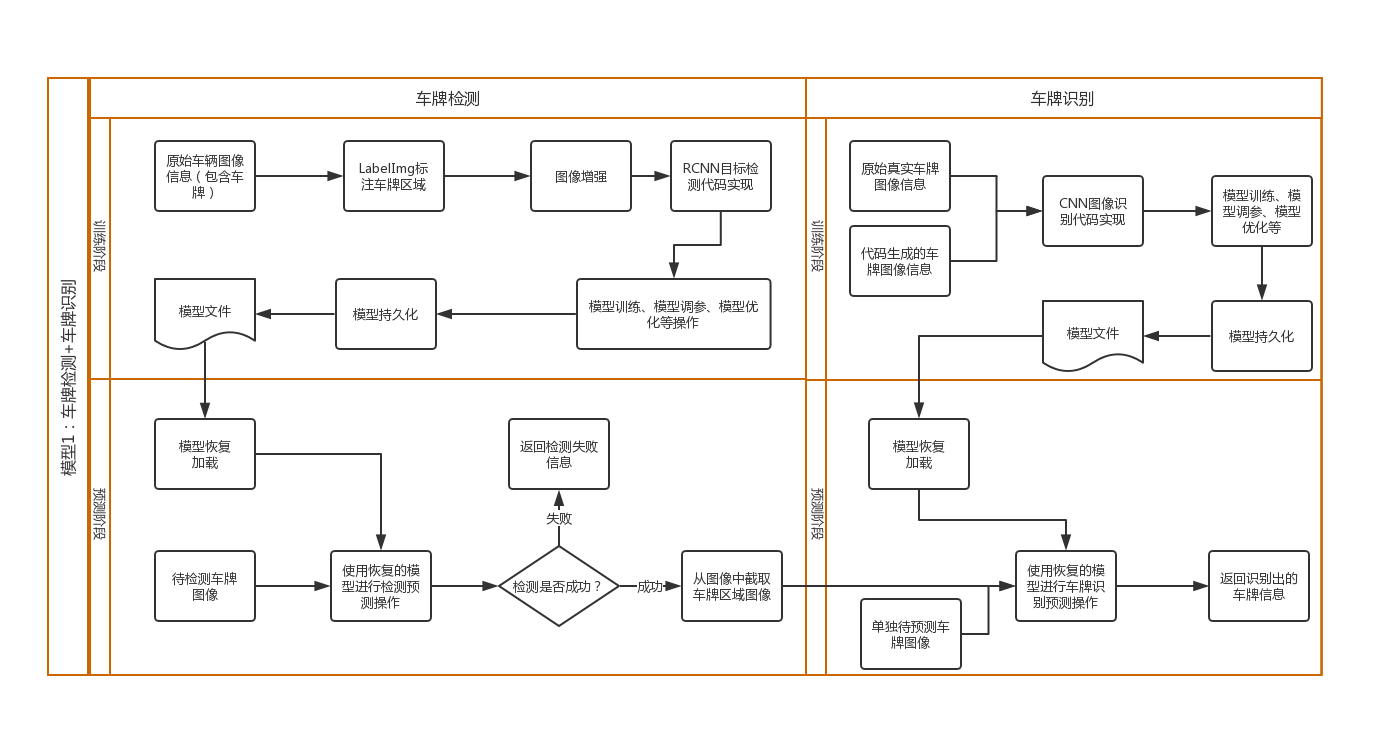 模型1：车牌检测+车牌识别
车牌检测
车牌识别
训练阶段
原始车辆图像
信息（包含车
牌）
LabelImg标
注车牌区域
图像增强
RCNN目标检
测代码实现
模型训练、模型调参、模型优
化等操作
模型持久化
模型文件
训练阶段
原始真实车牌
图像信息
代码生成的车
牌图像信息
CNN图像识
别代码实现
模型训练、模
型调参、模型
优化等
模型持久化
模型文件
预测阶段
模型恢复
加载
待检测车牌
图像
使用恢复的模
型进行检测预
测操作
检测是否成功？
失败
返回检测失败
信息
成功
从图像中截取
车牌区域图像
预测阶段
模型恢复
加载
单独待预测车
牌图像
使用恢复的模
型进行车牌识
别预测操作
返回识别出的
车牌信息